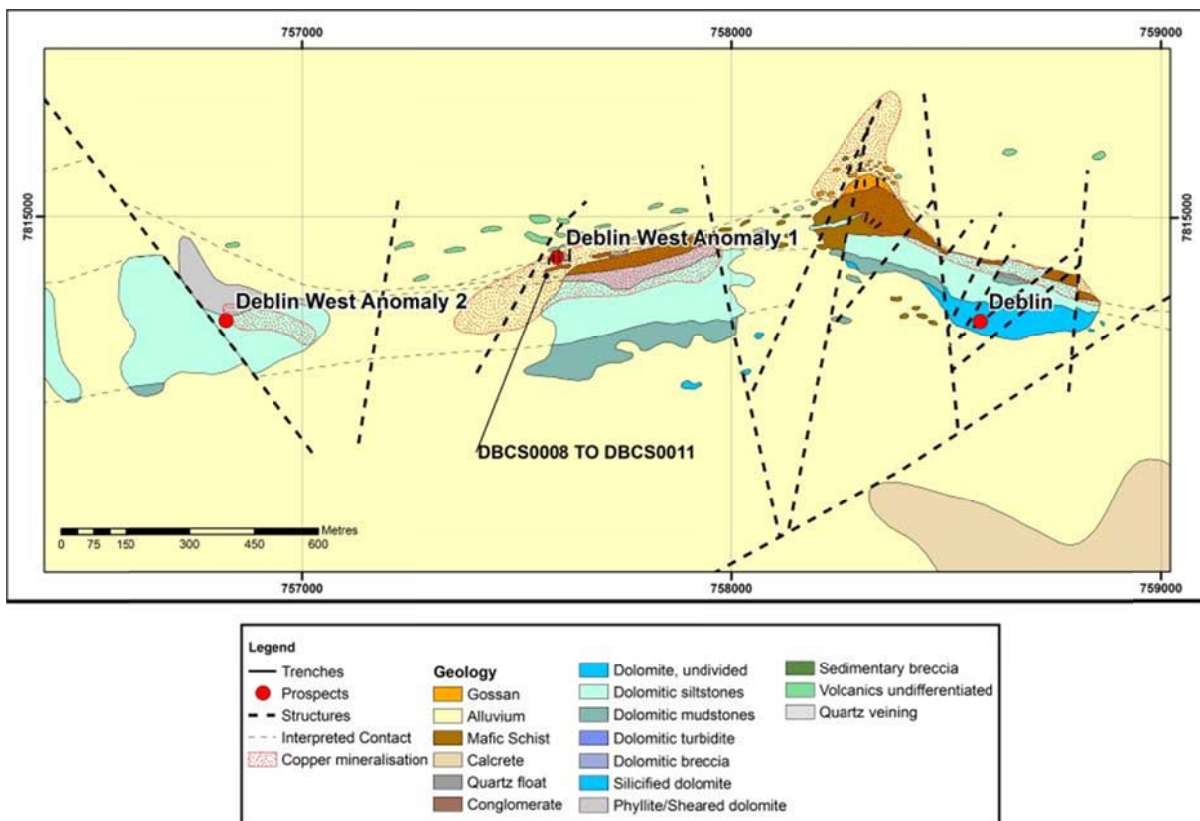 757000
758000
759000
7815000
7815000
Deblin West Anomaly 1
Deblin West Anomaly 2
Deblin
DBCS0008 TO DBCS0011
Metres
0 75 150 300 450 600
757000
758000
759000
Legend
Trenches
Prospects
Structures
Interpreted Contact
Copper mineralisation
Geology
Gossan
Alluvium
Mafic Schist
Calcrete
Quartz float
Conglomerate
Dolomite, undivided
Dolomitic siltstones
Dolomitic mudstones
Dolomitic turbidite
Dolomitic breccia
Silicified dolomite
Phyllite/Sheared dolomite
Sedimentary breccia
Volcanics undifferentiated
Quartz veining